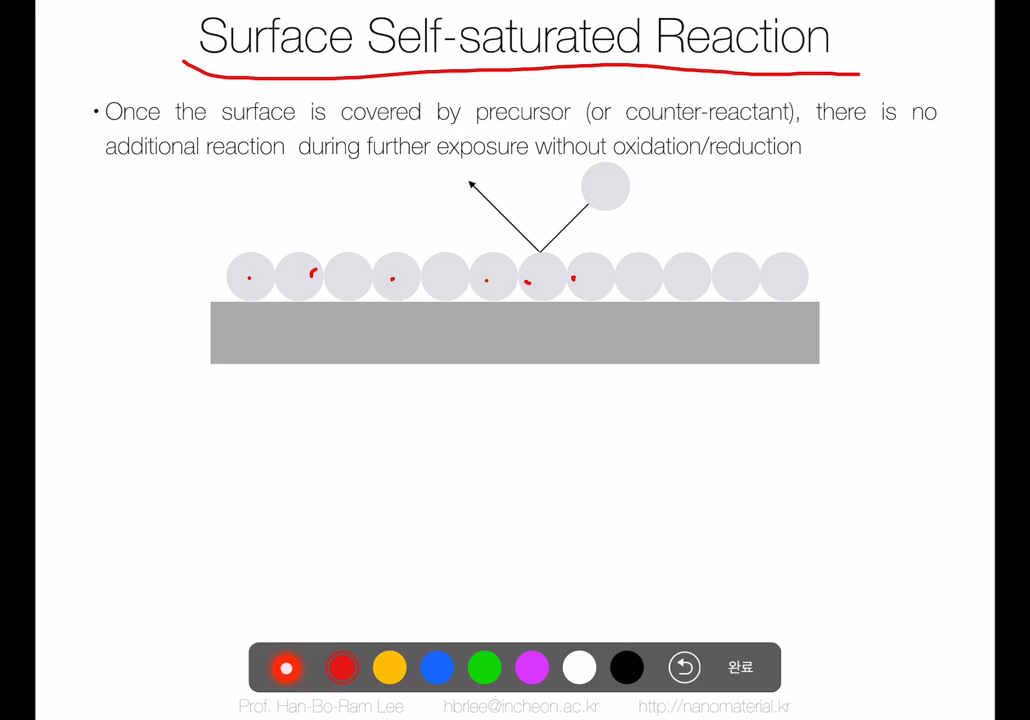 Surface Self-saturated Reaction
• Once the surface is covered by precursor (or counter-reactant), there is no
additional reaction during further exposure without oxidation/reduction
완료
Prof. Han-Bo-Ram Lee hbrlee@incheon.ac.kr http://nanomaterial.kr